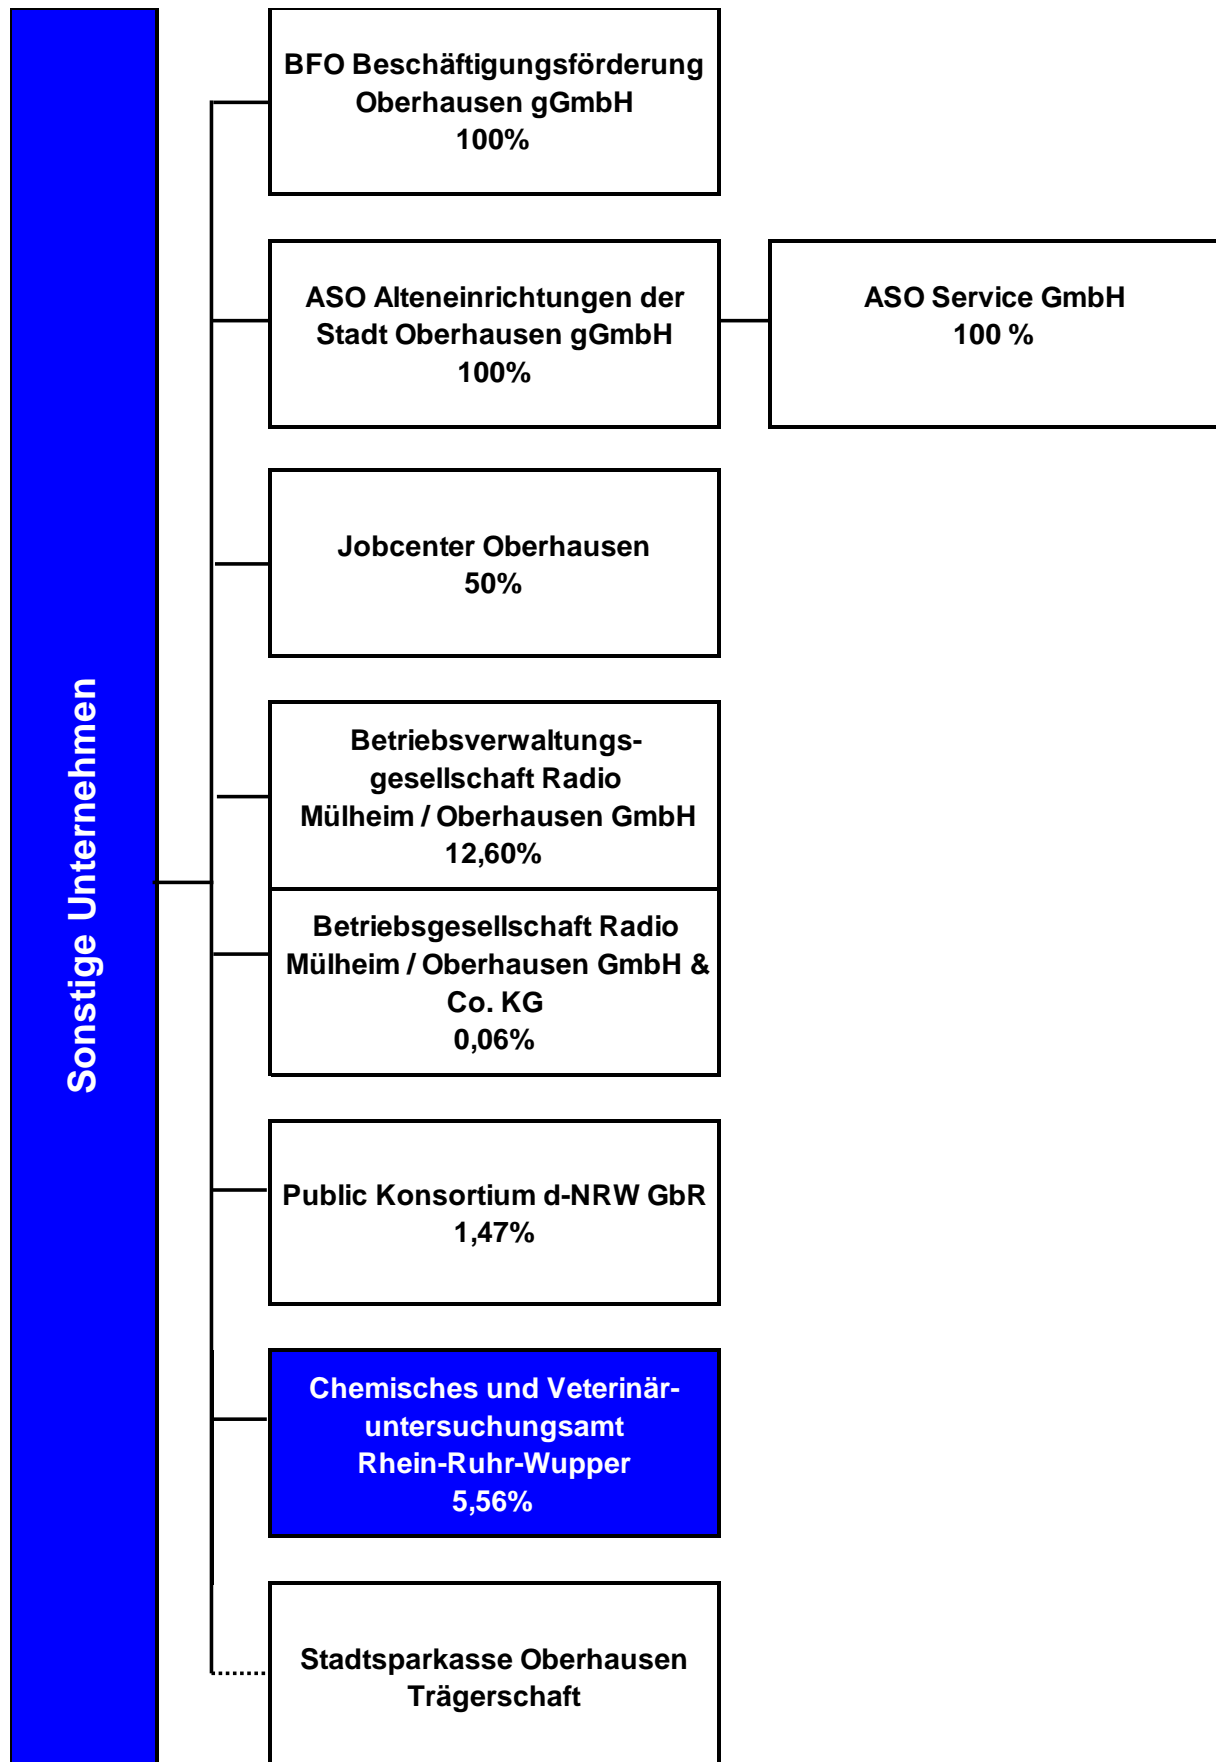 Sonstige Unternehmen
BFO Beschäftigungsförderung
Oberhausen gGmbH
100%
ASO Alteneinrichtungen der
Stadt Oberhausen gGmbH
100%
ASO Service GmbH
100 %
Jobcenter Oberhausen
50%
Betriebsverwaltungs-
gesellschaft Radio
Mülheim / Oberhausen GmbH
12,60%
Betriebsgesellschaft Radio
Mülheim / Oberhausen GmbH &
Co. KG
0,06%
Public Konsortium d-NRW GbR
1,47%
Chemisches und Veterinär-
untersuchungsamt
Rhein-Ruhr-Wupper
5,56%
Stadtsparkasse Oberhausen
Trägerschaft